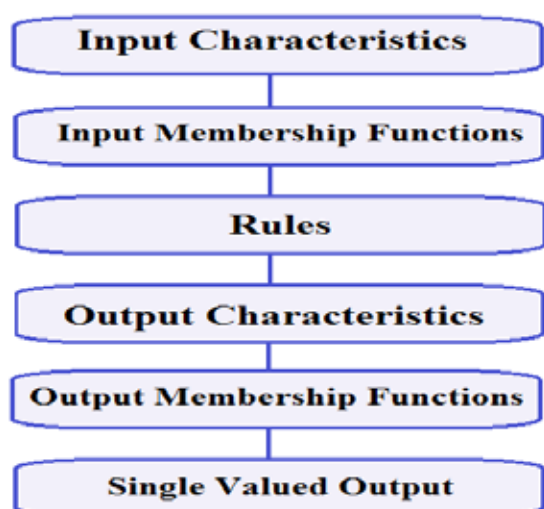 Input Characteristics
Input Membership Functions
Rules
Output Characteristics
Output Membership Functions
Single Valued Output